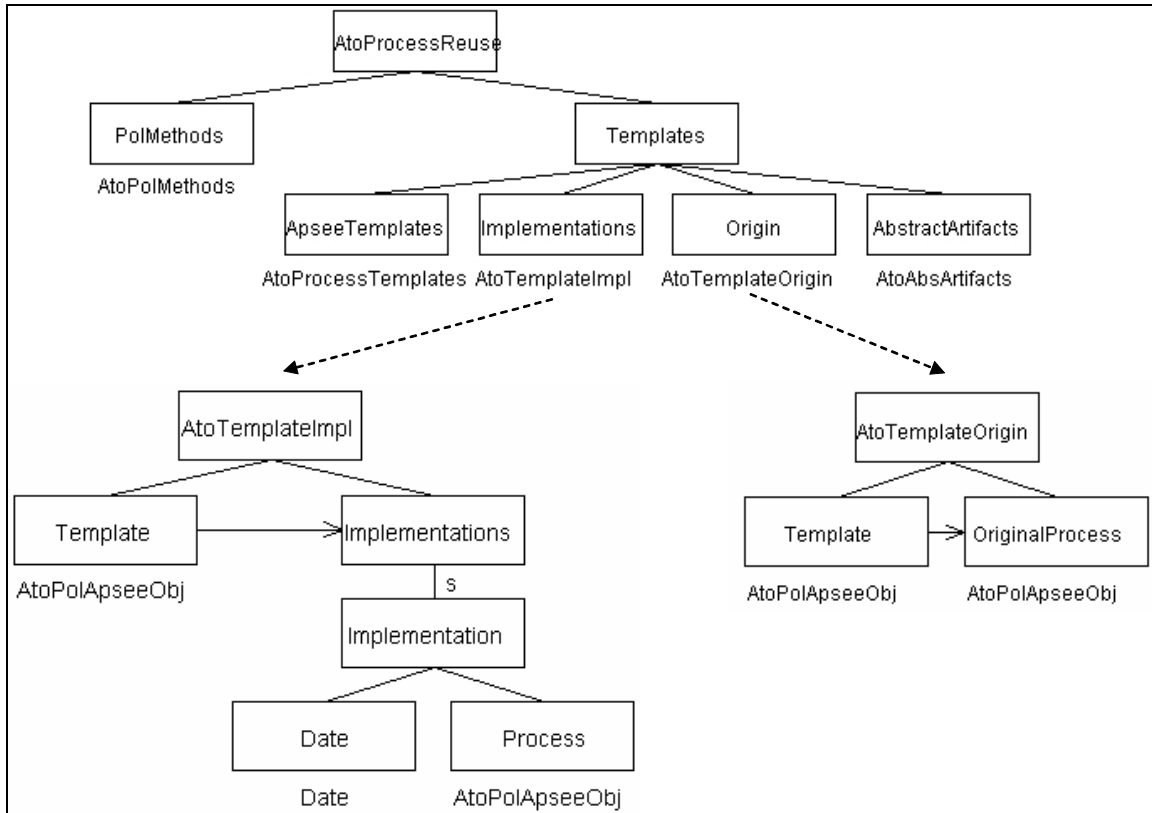 AtoProcessReuse
PolMethods
Templates
AtoPolMethods
ApseeTemplates
Implementations
Origin
AbstractArtifacts
AtoProcessTemplates
AtoTemplateImpl
AtoTemplateOrigin
AtoAbsArtifacts
AtoTemplateImpl
Template
Implementations
AtoPolApseeObj
S
Implementation
Date
Process
Date
AtoPolApseeObj
AtoTemplateOrigin
Template
OriginalProcess
AtoPolApseeObj
AtoPolApseeObj